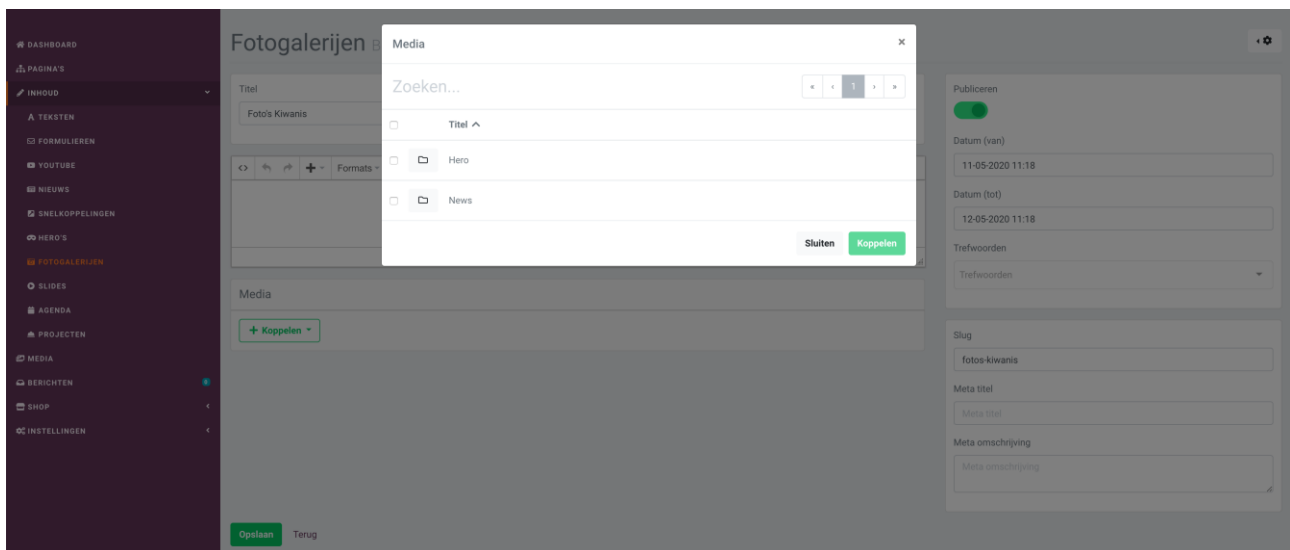 DASHBOARD
PAGINA'S
INHOUD
TEKSTEN
FORMULIEREN
YOUTUBE
NIEUWS
SNELKOPPELINGEN
HERO'S
FOTOGALERIJEN
SLIDES
AGENDA
PROJECTEN
MEDIA
BERICHTEN
SHOP
INSTELLINGEN
Fotogalerijen
Titel
Foto's Kiwanis
Formats
Media
+ Koppelen
Opslaan Terug
Media ×
Zoeken...
« ‹ 1 › »
Titel
Hero
News
Sluiten Koppelen
Publiceren
Datum (van)
11-05-2020 11:18
Datum (tot)
12-05-2020 11:18
Trefwoorden
Trefwoorden
Slug
fotos-kiwanis
Meta titel
Meta titel
Meta omschrijving
Meta omschrijving